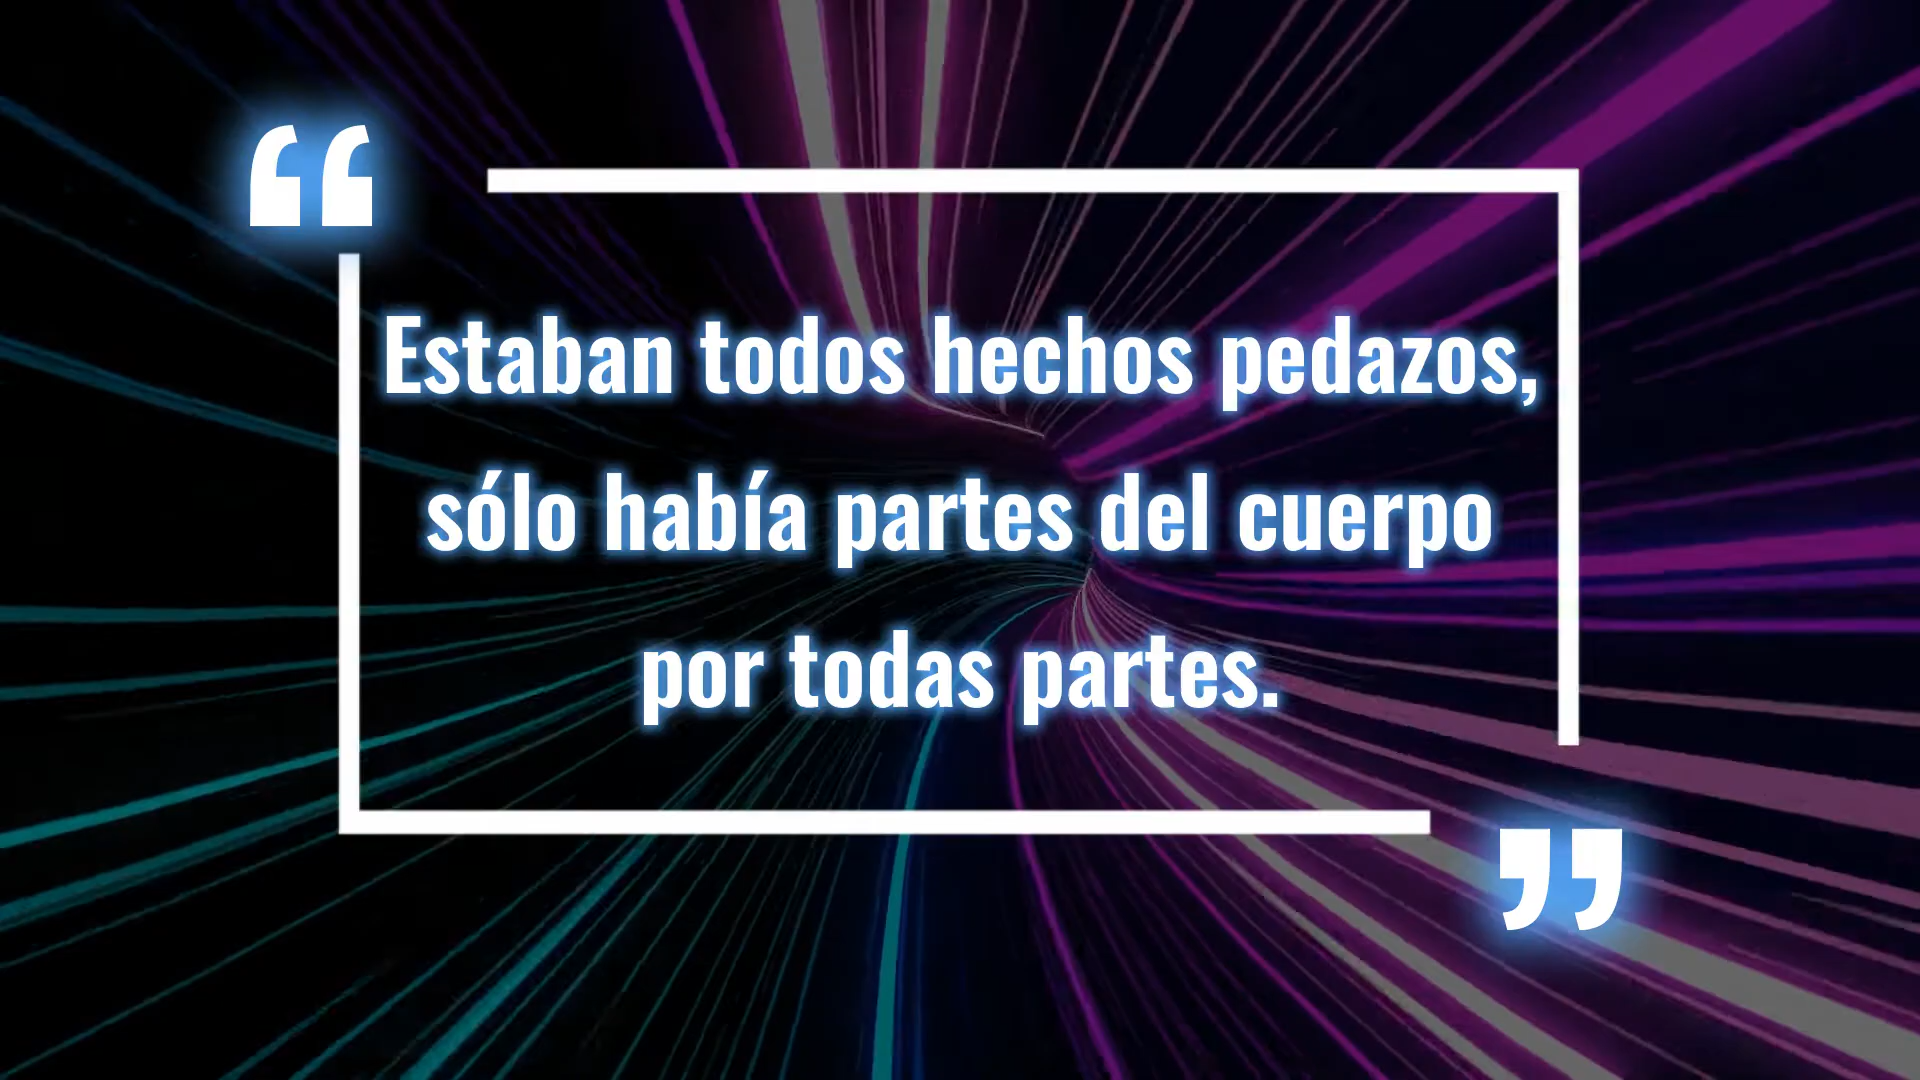 “
Estaban todos hechos pedazos,
sólo había partes del cuerpo
por todas partes.
”